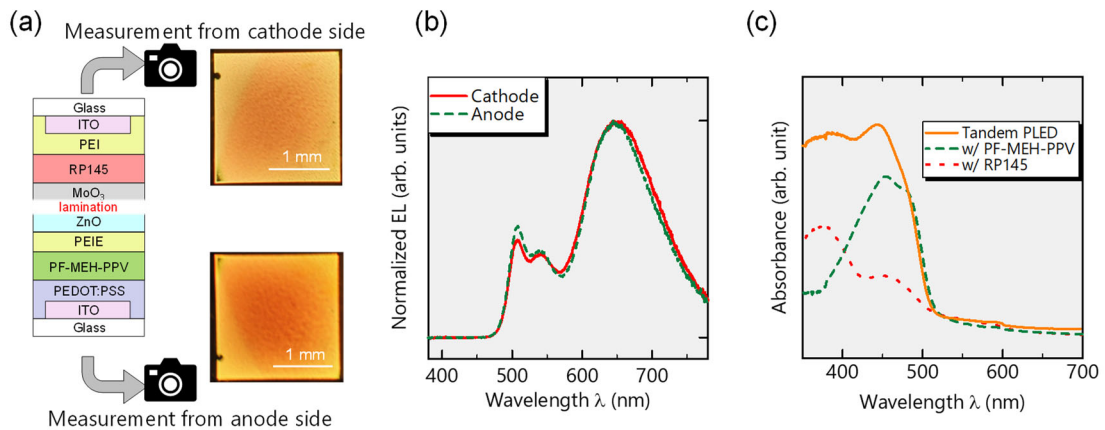 (a)
Measurement from cathode side
Glass
ITO
PEI
RP145
MoO₃
lamination
ZnO
PEIE
PF-MEH-PPV
PEDOT:PSS
ITO
Glass
1 mm
1 mm
Measurement from anode side
(b)
Normalized EL (arb. units)
Cathode
Anode
400 500 600 700
Wavelength λ (nm)
(c)
Absorbance (arb. unit)
Tandem PLED
w/ PF-MEH-PPV
w/ RP145
400 500 600 700
Wavelength λ (nm)